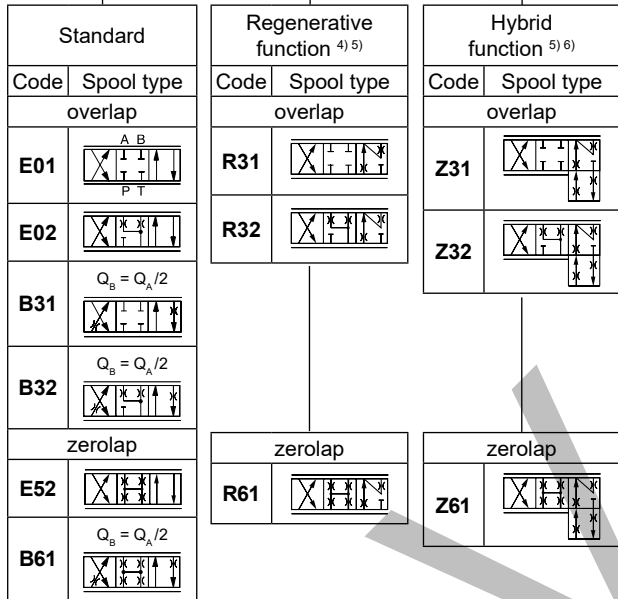 Standard
Code Spool type
overlap
E01
A B
P T
E02
B31
Q_B = Q_A/2
B32
Q_B = Q_A/2
zerolap
E52
B61
Q_B = Q_A/2
Regenerative
function 4) 5)
Code Spool type
overlap
R31
R32
zerolap
R61
Hybrid
function 5) 6)
Code Spool type
overlap
Z31
Z32
zerolap
Z61